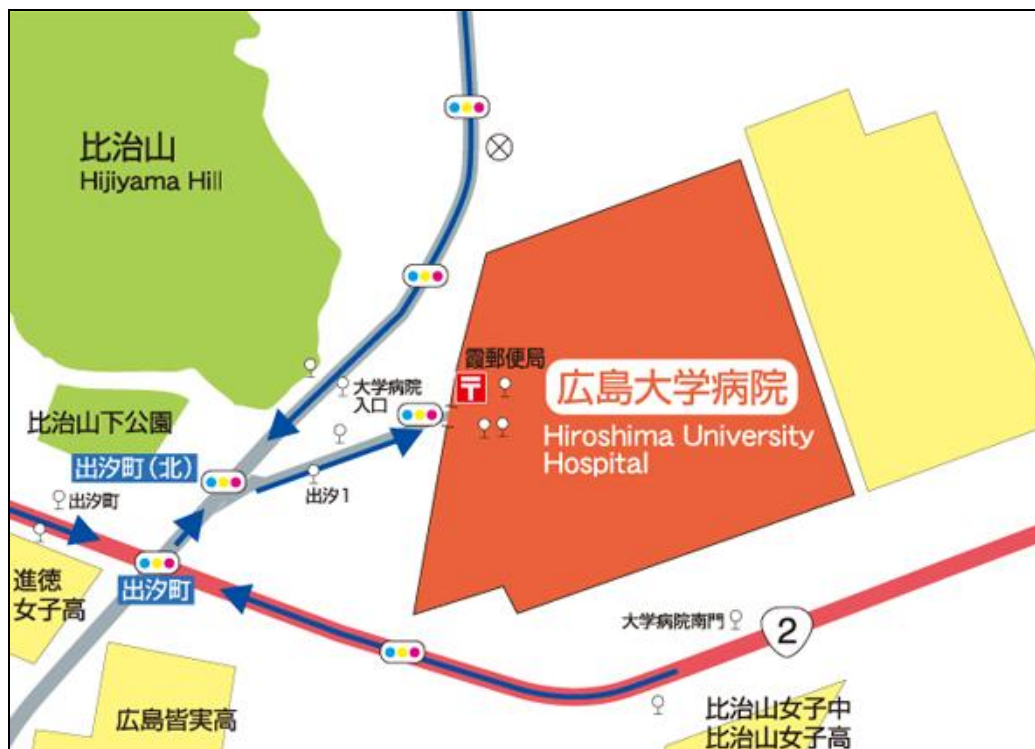 比治山
Hijiyama Hill
霞郵便局
大学病院
入口
広島大学病院
Hiroshima University
Hospital
比治山下公園
出汐町(北)
出汐1
出汐町
進徳
女子高
出汐町
大学病院南門
2
広島皆実高
比治山女子中
比治山女子高